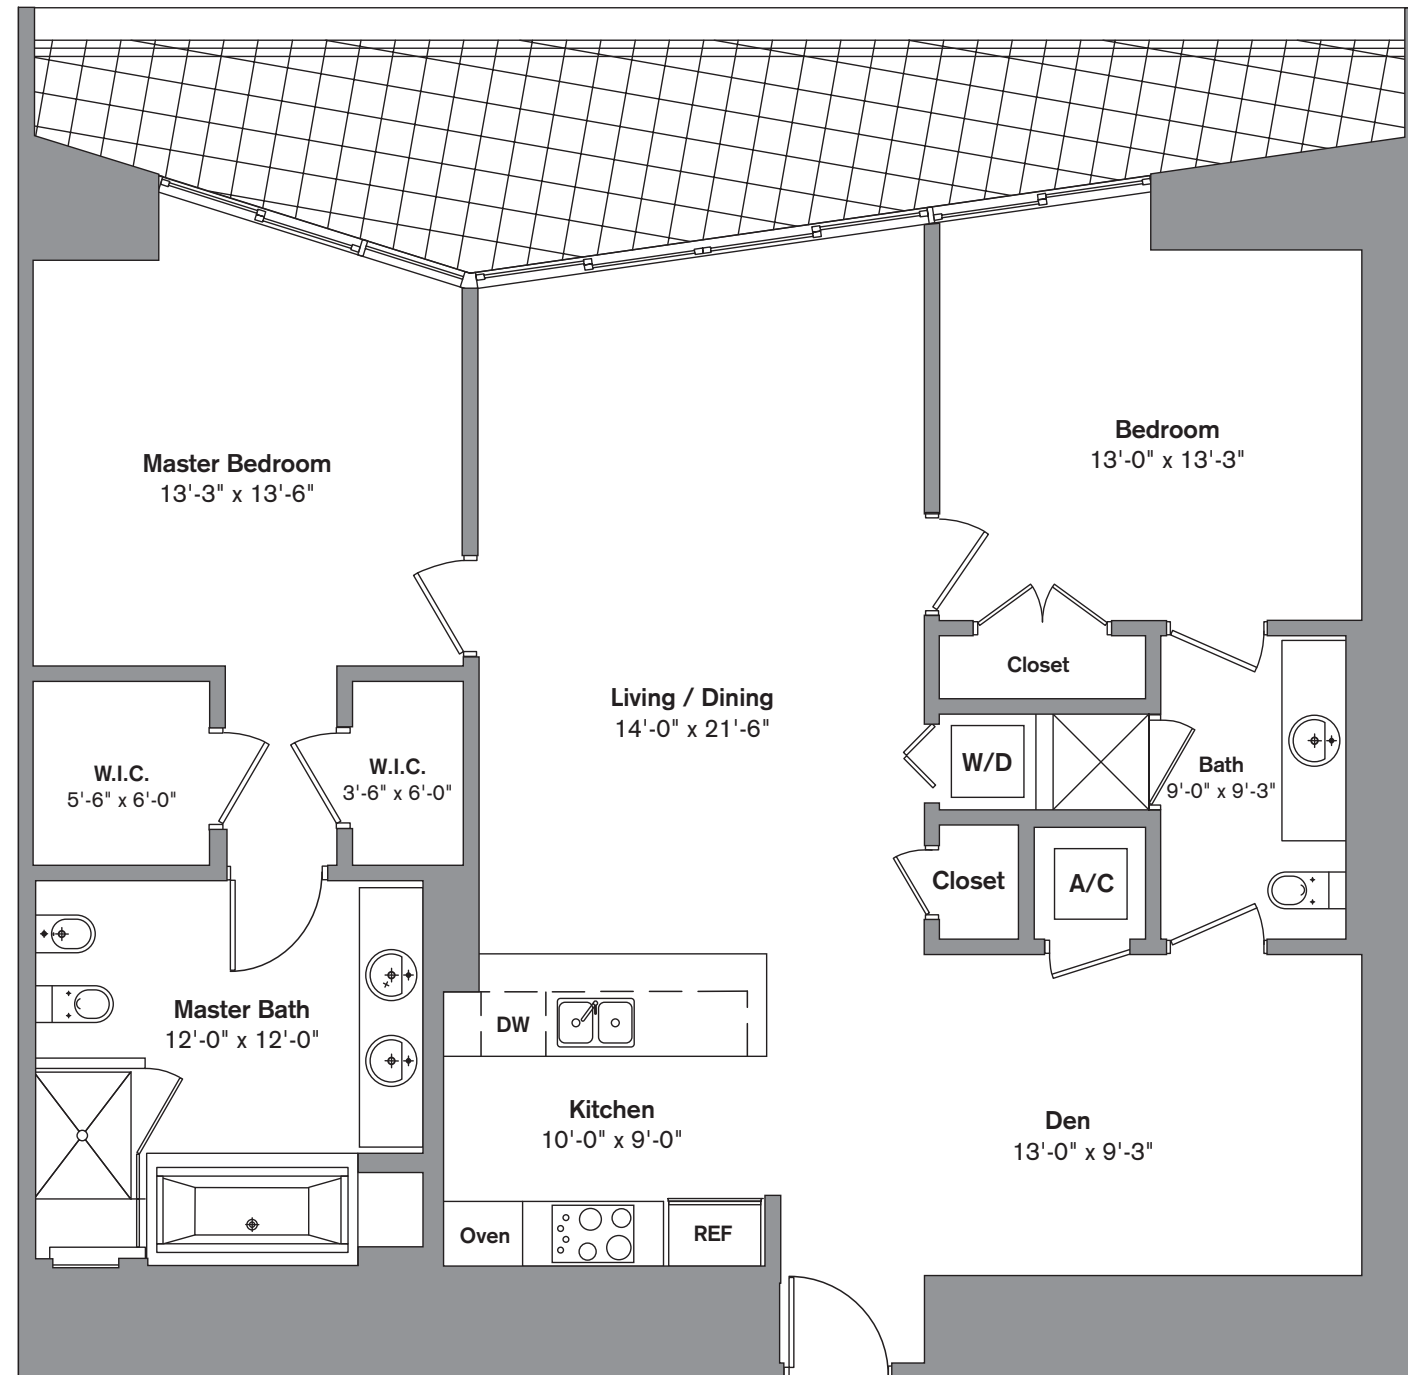 Master Bedroom
13'-3" x 13'-6"
Bedroom
13'-0" x 13'-3"
Living / Dining
14'-0" x 21'-6"
Closet
W.I.C.
5'-6" x 6'-0"
W.I.C.
3'-6" x 6'-0"
W/D
Bath
9'-0" x 9'-3"
Closet
A/C
Master Bath
12'-0" x 12'-0"
DW
Kitchen
10'-0" x 9'-0"
Den
13'-0" x 9'-3"
Oven
REF